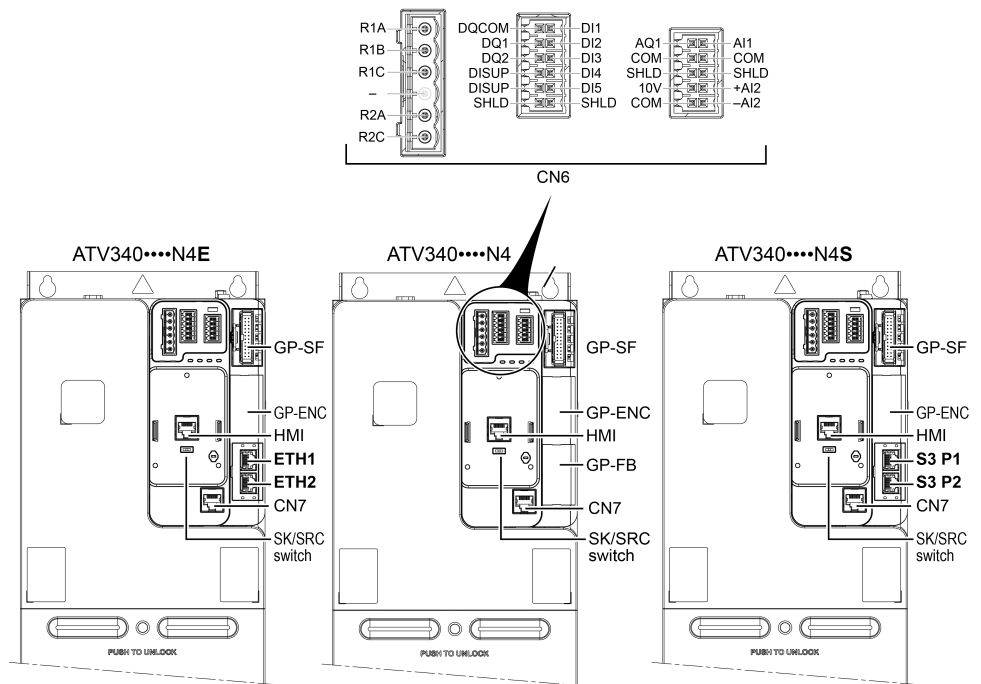 R1A
R1B
R1C
–
R2A
R2C
DQCOM DI1
DQ1 DI2
DQ2 DI3
DISUP DI4
DISUP DI5
SHLD SHLD
AQ1 AI1
COM COM
SHLD SHLD
10V +AI2
COM –AI2
CN6
ATV340••••N4E
GP-SF
GP-ENC
HMI
ETH1
ETH2
CN7
SK/SRC
switch
PUSH TO UNLOCK
ATV340••••N4
GP-SF
GP-ENC
HMI
GP-FB
CN7
SK/SRC
switch
PUSH TO UNLOCK
ATV340••••N4S
GP-SF
GP-ENC
HMI
S3 P1
S3 P2
CN7
SK/SRC
switch
PUSH TO UNLOCK